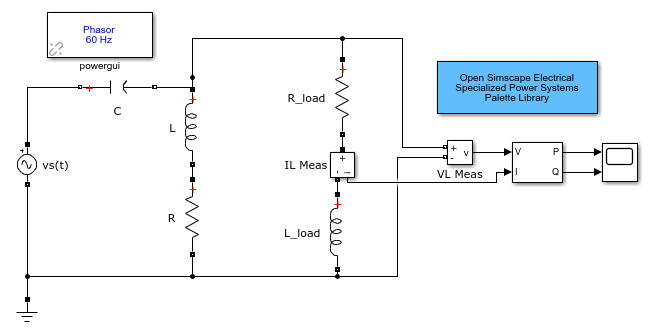 Phasor
60 Hz
powergui
Open Simscape Electrical
Specialized Power Systems
Palette Library
C
R_load
L
+
v
-
VL Meas
V
P
I
Q
vs(t)
+
IL Meas
+
-
i
R
L_load